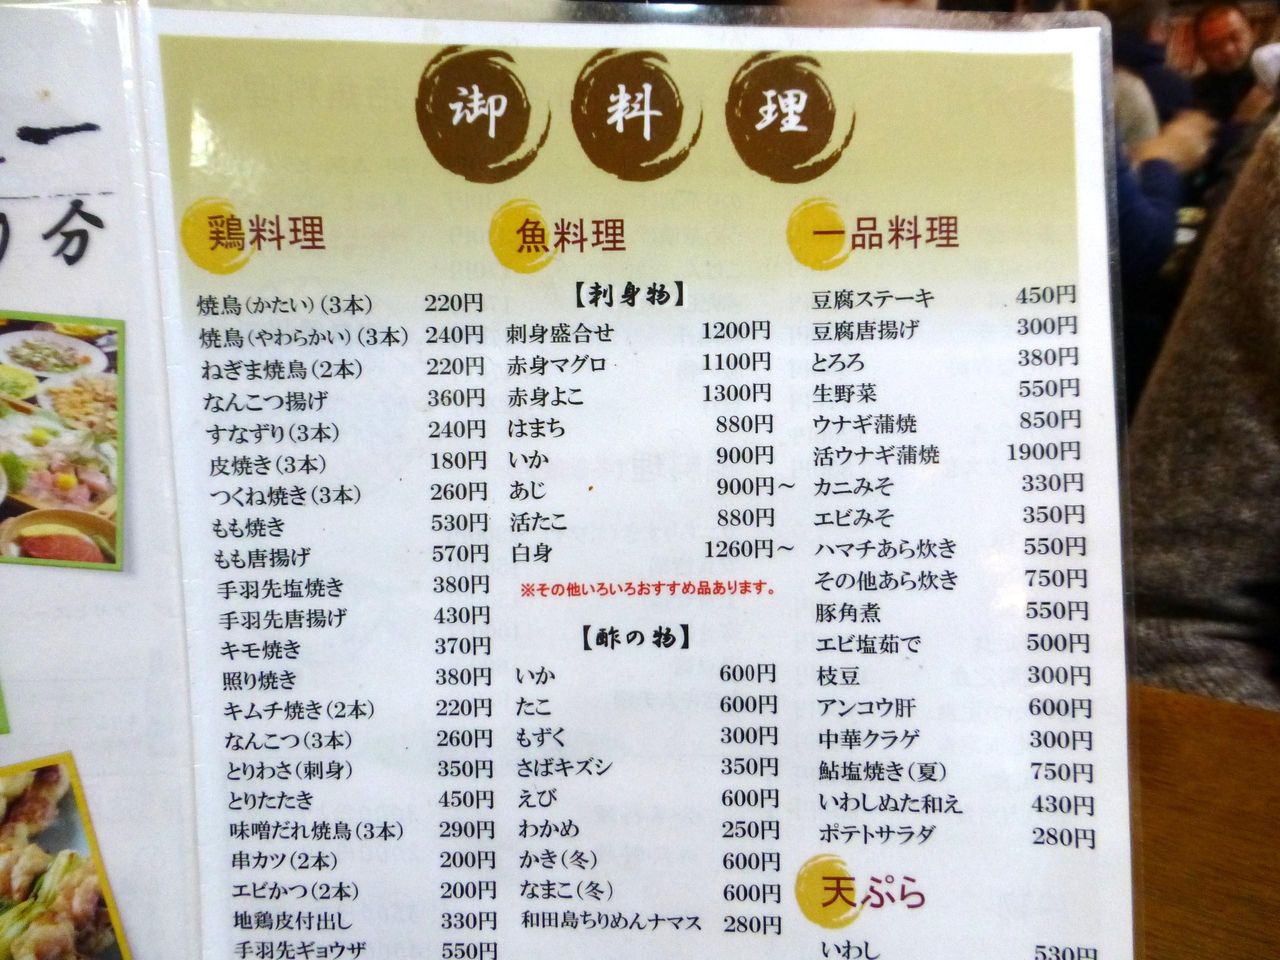 ー
り分
御料理
鶏料理
焼鳥(かたい)(3本) 220円
焼鳥(やわらかい)(3本) 240円
ねぎま焼鳥(2本) 220円
なんこつ揚げ 360円
すなずり(3本) 240円
皮焼き(3本) 180円
つくね焼き(3本) 260円
もも焼き 530円
もも唐揚げ 570円
手羽先塩焼き 380円
手羽先唐揚げ 430円
キモ焼き 370円
照り焼き 380円
キムチ焼き(2本) 220円
なんこつ(3本) 260円
とりわさ(刺身) 350円
とりたたき 450円
味噌だれ焼鳥(3本) 290円
串カツ(2本) 200円
エビかつ(2本) 200円
地鶏皮付出し 330円
手羽先ギョウザ 550円
魚料理
【刺身物】
刺身盛合せ 1200円
赤身マグロ 1100円
赤身よこ 1300円
はまち 880円
いか 900円
あじ 900円～
活たこ 880円
白身 1260円～
※その他いろいろおすすめ品あります。
【酢の物】
いか 600円
たこ 600円
もずく 300円
さばキズシ 350円
えび 600円
わかめ 250円
かき(冬) 600円
なまこ(冬) 600円
和田島ちりめんナマス 280円
一品料理
豆腐ステーキ 450円
豆腐唐揚げ 300円
とろろ 380円
生野菜 550円
ウナギ蒲焼 850円
活ウナギ蒲焼 1900円
カニみそ 330円
エビみそ 350円
ハマチあら炊き 550円
その他あら炊き 750円
豚角煮 550円
エビ塩茹で 500円
枝豆 300円
アンコウ肝 600円
中華クラゲ 300円
鮎塩焼き(夏) 750円
いわしぬた和え 430円
ポテトサラダ 280円
天ぷら
いわし 530円